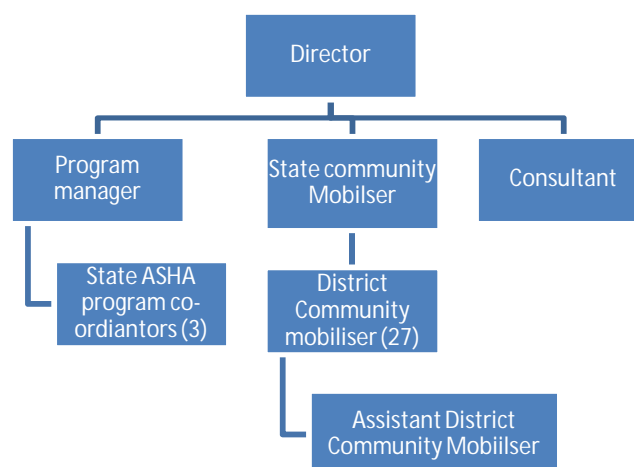 Director
Program
manager
State community
Mobilser
Consultant
State ASHA
program co-
ordiantors (3)
District
Community
mobiliser (27)
Assistant District
Community Mobiilser